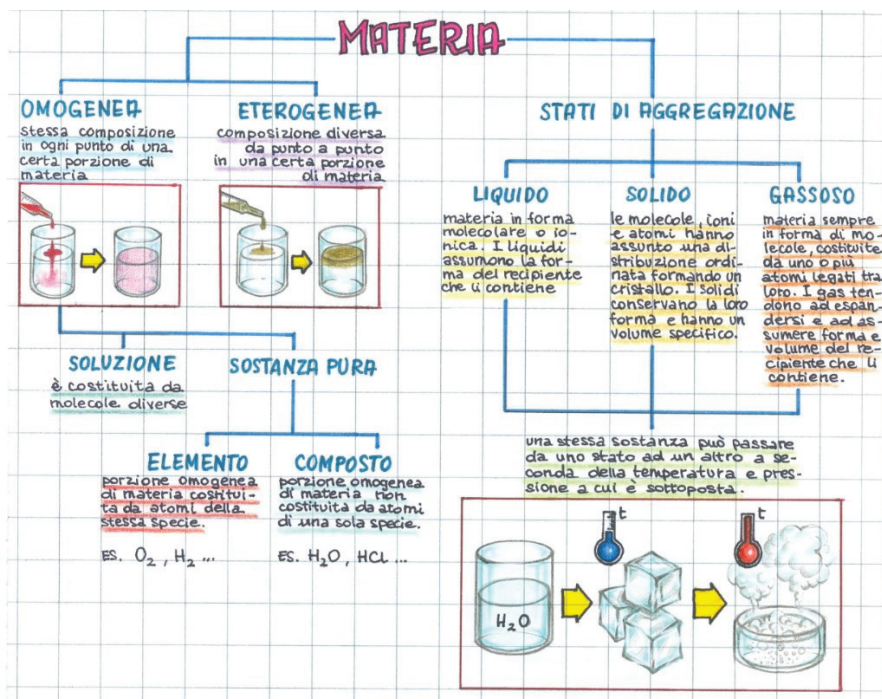 MATERIA
OMOGENEA
stessa composizione
in ogni punto di una
certa porzione di
materia
ETEROGENEA
composizione diversa
da punto a punto
in una certa porzione
di materia
SOLUZIONE
è costituita da
molecole diverse
SOSTANZA PURA
ELEMENTO
porzione omogenea
di materia costitui-
ta da atomi della
stessa specie.
ES. O₂, H₂ ...
COMPOSTO
porzione omogenea
di materia non
costituita da atomi
di una sola specie.
ES. H₂O, HCl ...
STATI DI AGGREGAZIONE
LIQUIDO
materia in forma
molecolare o io-
nica. I liquidi
assumono la for-
ma del recipiente
che li contiene
SOLIDO
le molecole, ioni
e atomi hanno
assunto una di-
stribuzione ordi-
nata formando un
cristallo. I solidi
conservano la loro
forma e hanno un
volume specifico.
GASSOSO
materia sempre
in forma di mo-
lecole, costituite
da uno o più
atomi legati tra
loro. I gas ten-
dono ad espan-
dersi e ad as-
sumere forma e
volume del re-
cipiente che li
contiene.
una stessa sostanza può passare
da uno stato ad un altro a se-
conda della temperatura e pres-
sione a cui è sottoposta.
t
t
H₂O